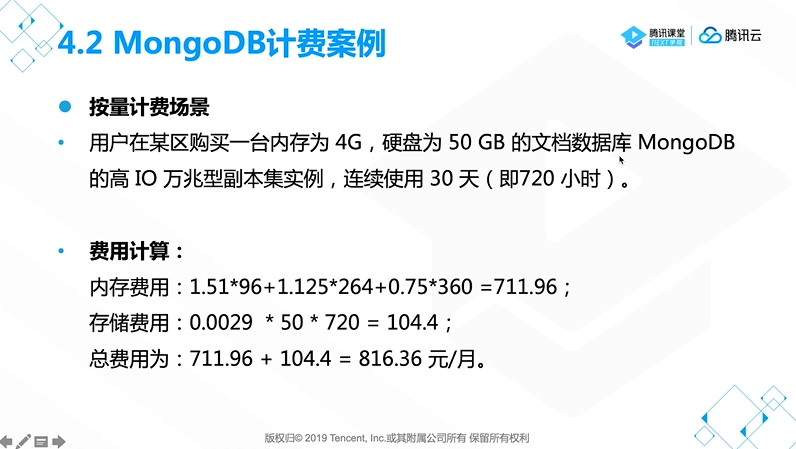 4.2 MongoDB计费案例
腾讯课堂
NEXT学院
腾讯云
按量计费场景
用户在某区购买一台内存为 4G，硬盘为 50 GB 的文档数据库 MongoDB
的高 IO 万兆型副本集实例，连续使用 30 天（即720 小时）。
费用计算：
内存费用：1.51*96+1.125*264+0.75*360 =711.96；
存储费用：0.0029 * 50 * 720 = 104.4；
总费用为：711.96 + 104.4 = 816.36 元/月。
版权归© 2019 Tencent, Inc.或其附属公司所有 保留所有权利